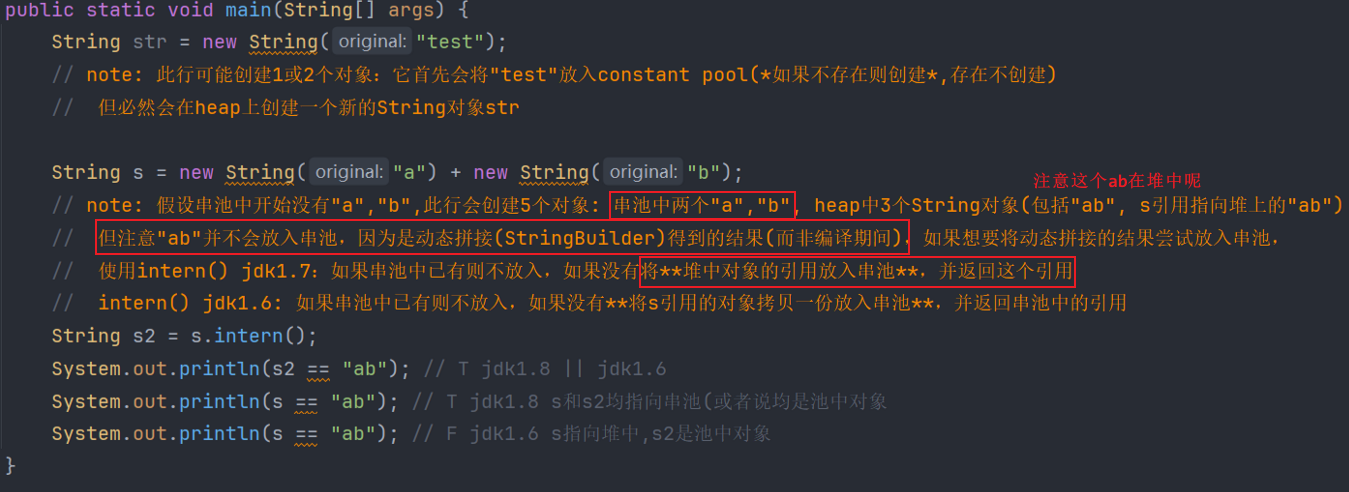 public static void main(String[] args) {
String str = new String( original: "test");
// note: 此行可能创建1或2个对象: 它首先会将"test"放入constant pool(*如果不存在则创建*,存在不创建)
// 但必然会在heap上创建一个新的String对象str
String s = new String( original: "a") + new String( original: "b");
注意这个ab在堆中呢
// note: 假设串池中开始没有"a","b",此行会创建5个对象: 串池中两个"a","b", heap中3个String对象(包括"ab", s引用指向堆上的"ab")
// 但注意"ab"并不会放入串池，因为是动态拼接(StringBuilder)得到的结果(而非编译期间)，如果想要将动态拼接的结果尝试放入串池，
// 使用intern() jdk1.7: 如果串池中已有则不放入，如果没有将**堆中对象的引用放入串池**，并返回这个引用
// intern() jdk1.6: 如果串池中已有则不放入，如果没有**将s引用的对象拷贝一份放入串池**，并返回串池中的引用
String s2 = s.intern();
System.out.println(s2 == "ab"); // T jdk1.8 || jdk1.6
System.out.println(s == "ab"); // T jdk1.8 s和s2均指向串池(或者说均是池中对象
System.out.println(s == "ab"); // F jdk1.6 s指向堆中,s2是池中对象
}